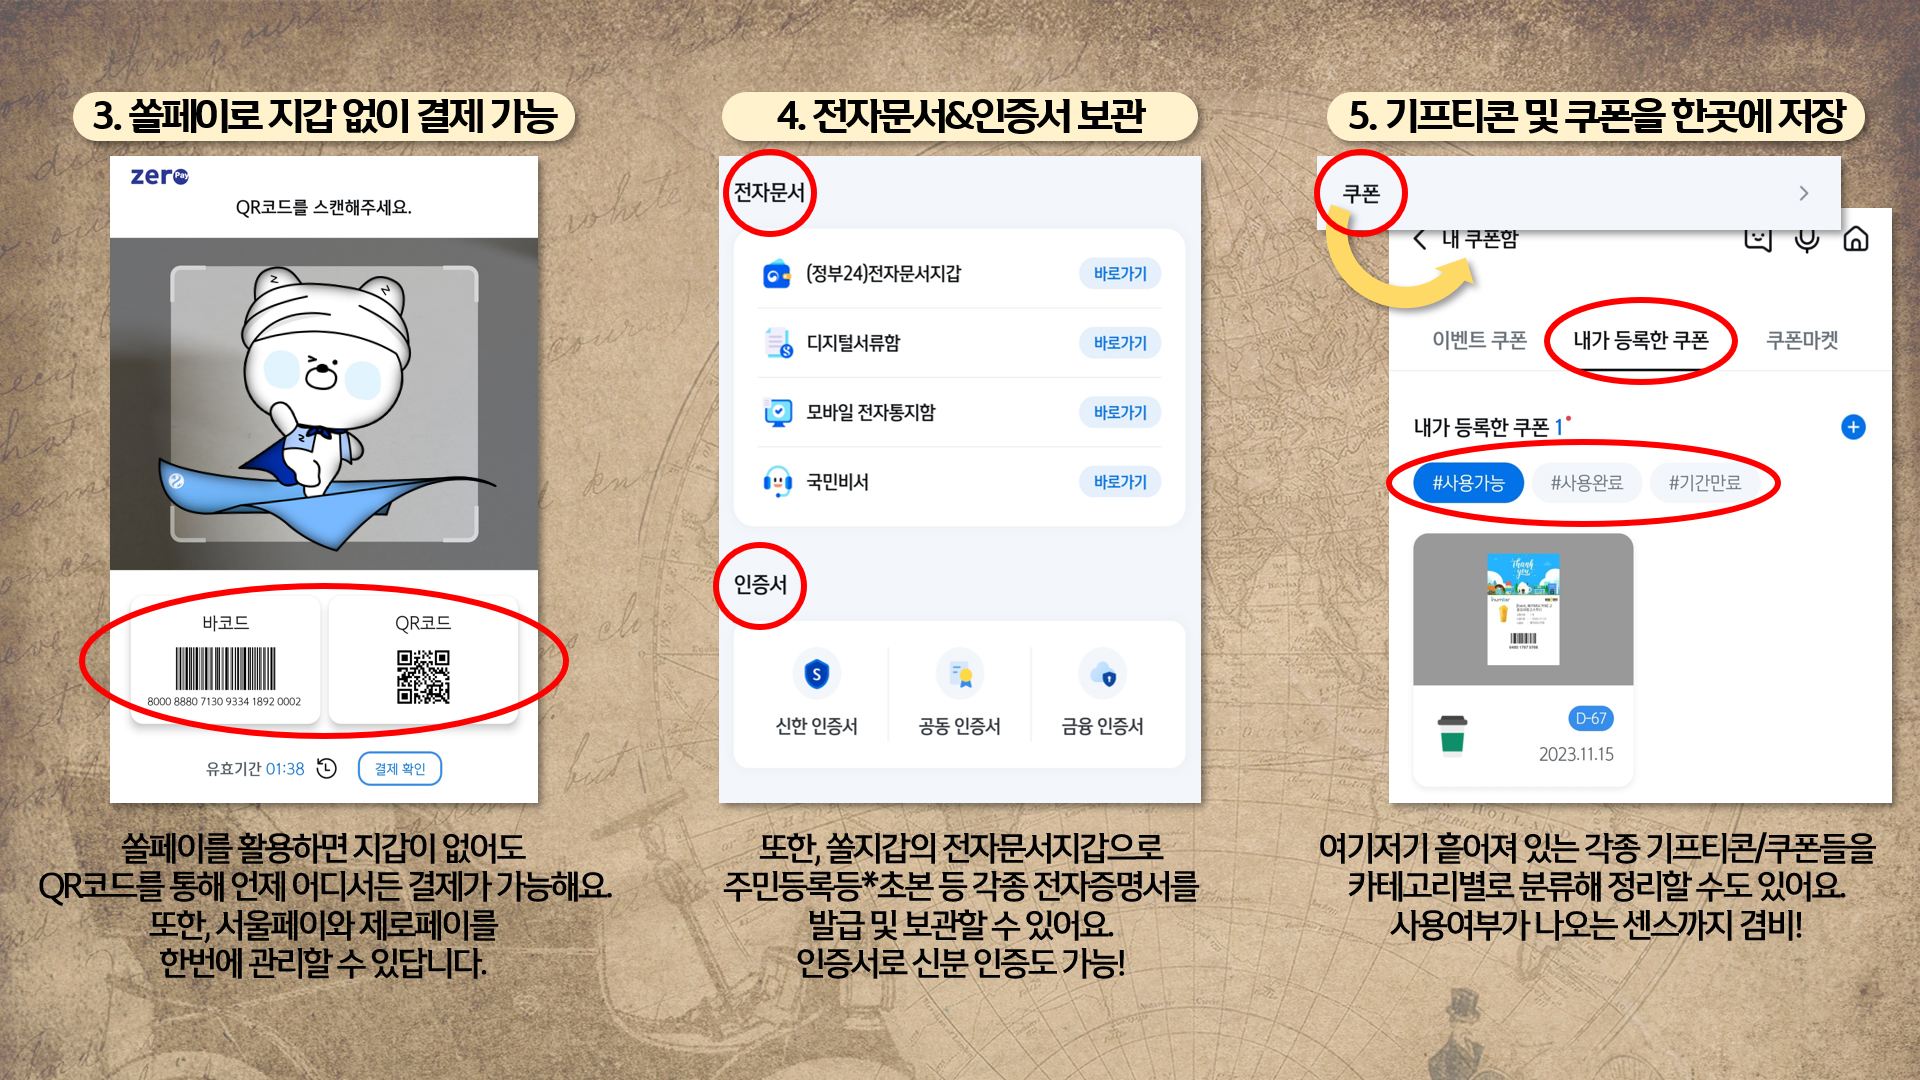 3. 쏠페이로 지갑 없이 결제 가능
zeroPay
QR코드를 스캔해주세요.
바코드
QR코드
8000 8880 7130 9334 1892 0002
유효기간 01:38
결제 확인
쏠페이를 활용하면 지갑이 없어도
QR코드를 통해 언제 어디서든 결제가 가능해요.
또한, 서울페이와 제로페이를
한번에 관리할 수 있답니다.
4. 전자문서&인증서 보관
전자문서
(정부24)전자문서지갑 바로가기
디지털서류함 바로가기
모바일 전자통지함 바로가기
국민비서 바로가기
인증서
신한 인증서
공동 인증서
금융 인증서
또한, 쏠지갑의 전자문서지갑으로
주민등록등*초본 등 각종 전자증명서를
발급 및 보관할 수 있어요.
인증서로 신분 인증도 가능!
5. 기프티콘 및 쿠폰을 한곳에 저장
쿠폰
내 쿠폰함
이벤트 쿠폰
내가 등록한 쿠폰
쿠폰마켓
내가 등록한 쿠폰 1
#사용가능
#사용완료
#기간만료
Thank you
D-67
2023.11.15
여기저기 흩어져 있는 각종 기프티콘/쿠폰들을
카테고리별로 분류해 정리할 수도 있어요.
사용여부가 나오는 센스까지 겸비!